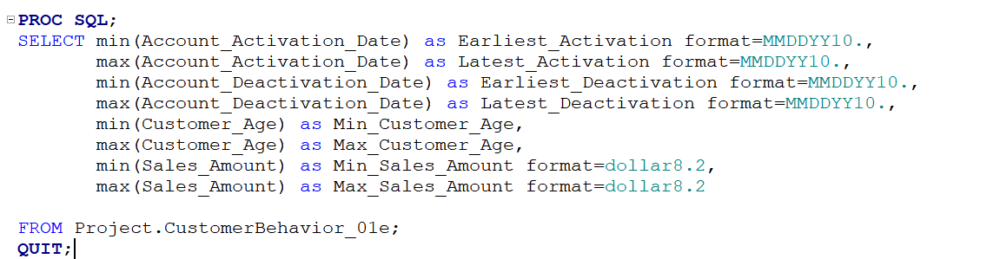 PROC SQL;
SELECT min(Account_Activation_Date) as Earliest_Activation format=MMDDYY10.,
max(Account_Activation_Date) as Latest_Activation format=MMDDYY10.,
min(Account_Deactivation_Date) as Earliest_Deactivation format=MMDDYY10.,
max(Account_Deactivation_Date) as Latest_Deactivation format=MMDDYY10.,
min(Customer_Age) as Min_Customer_Age,
max(Customer_Age) as Max_Customer_Age,
min(Sales_Amount) as Min_Sales_Amount format=dollar8.2,
max(Sales_Amount) as Max_Sales_Amount format=dollar8.2
FROM Project.CustomerBehavior_01e;
QUIT;